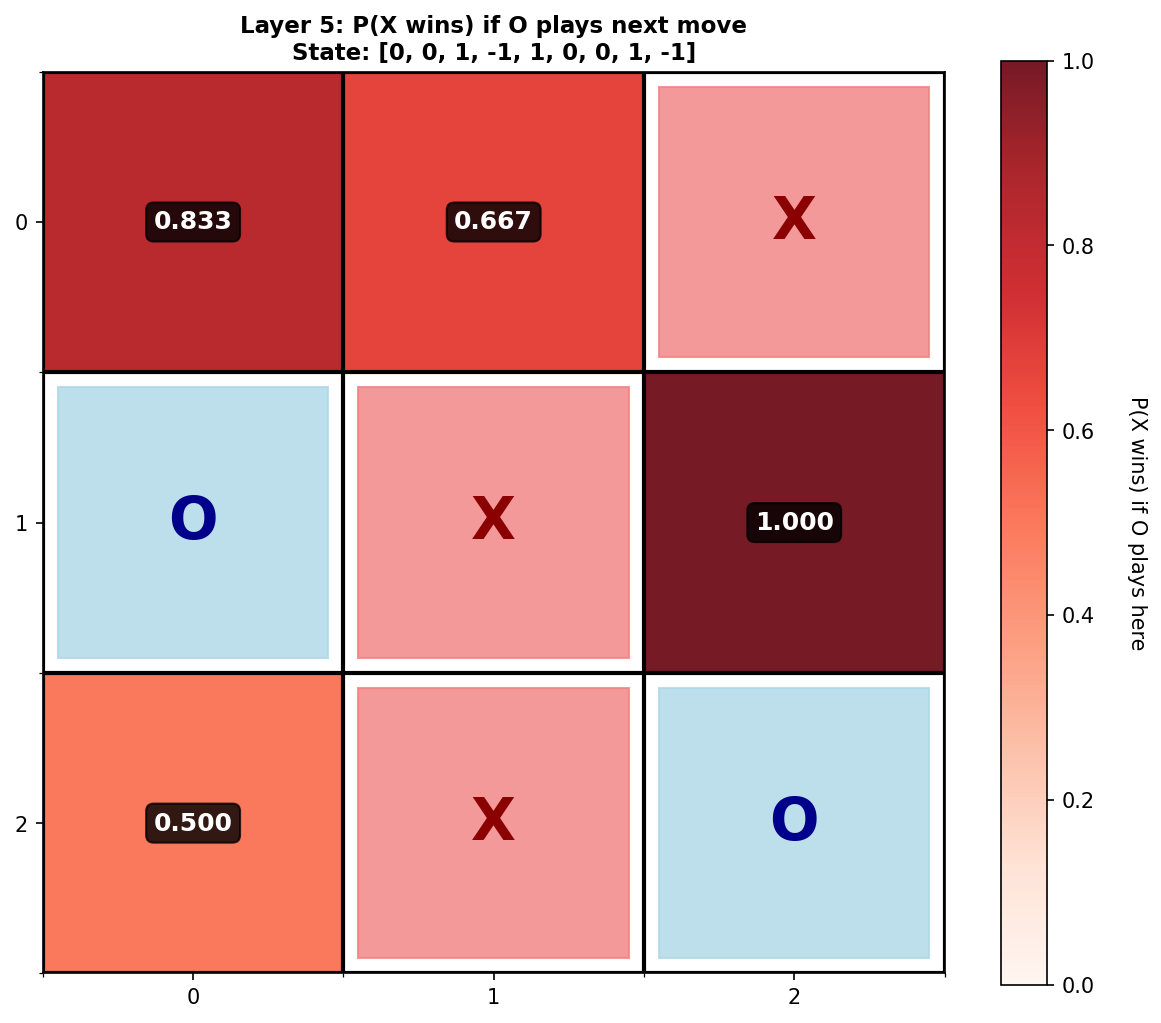 Layer 5: P(X wins) if O plays next move
State: [0, 0, 1, -1, 1, 0, 0, 1, -1]
0
0.833
0.667
X
1
O
X
1.000
2
0.500
X
O
0
1
2
1.0
0.8
0.6
0.4
0.2
0.0
P(X wins) if O plays here